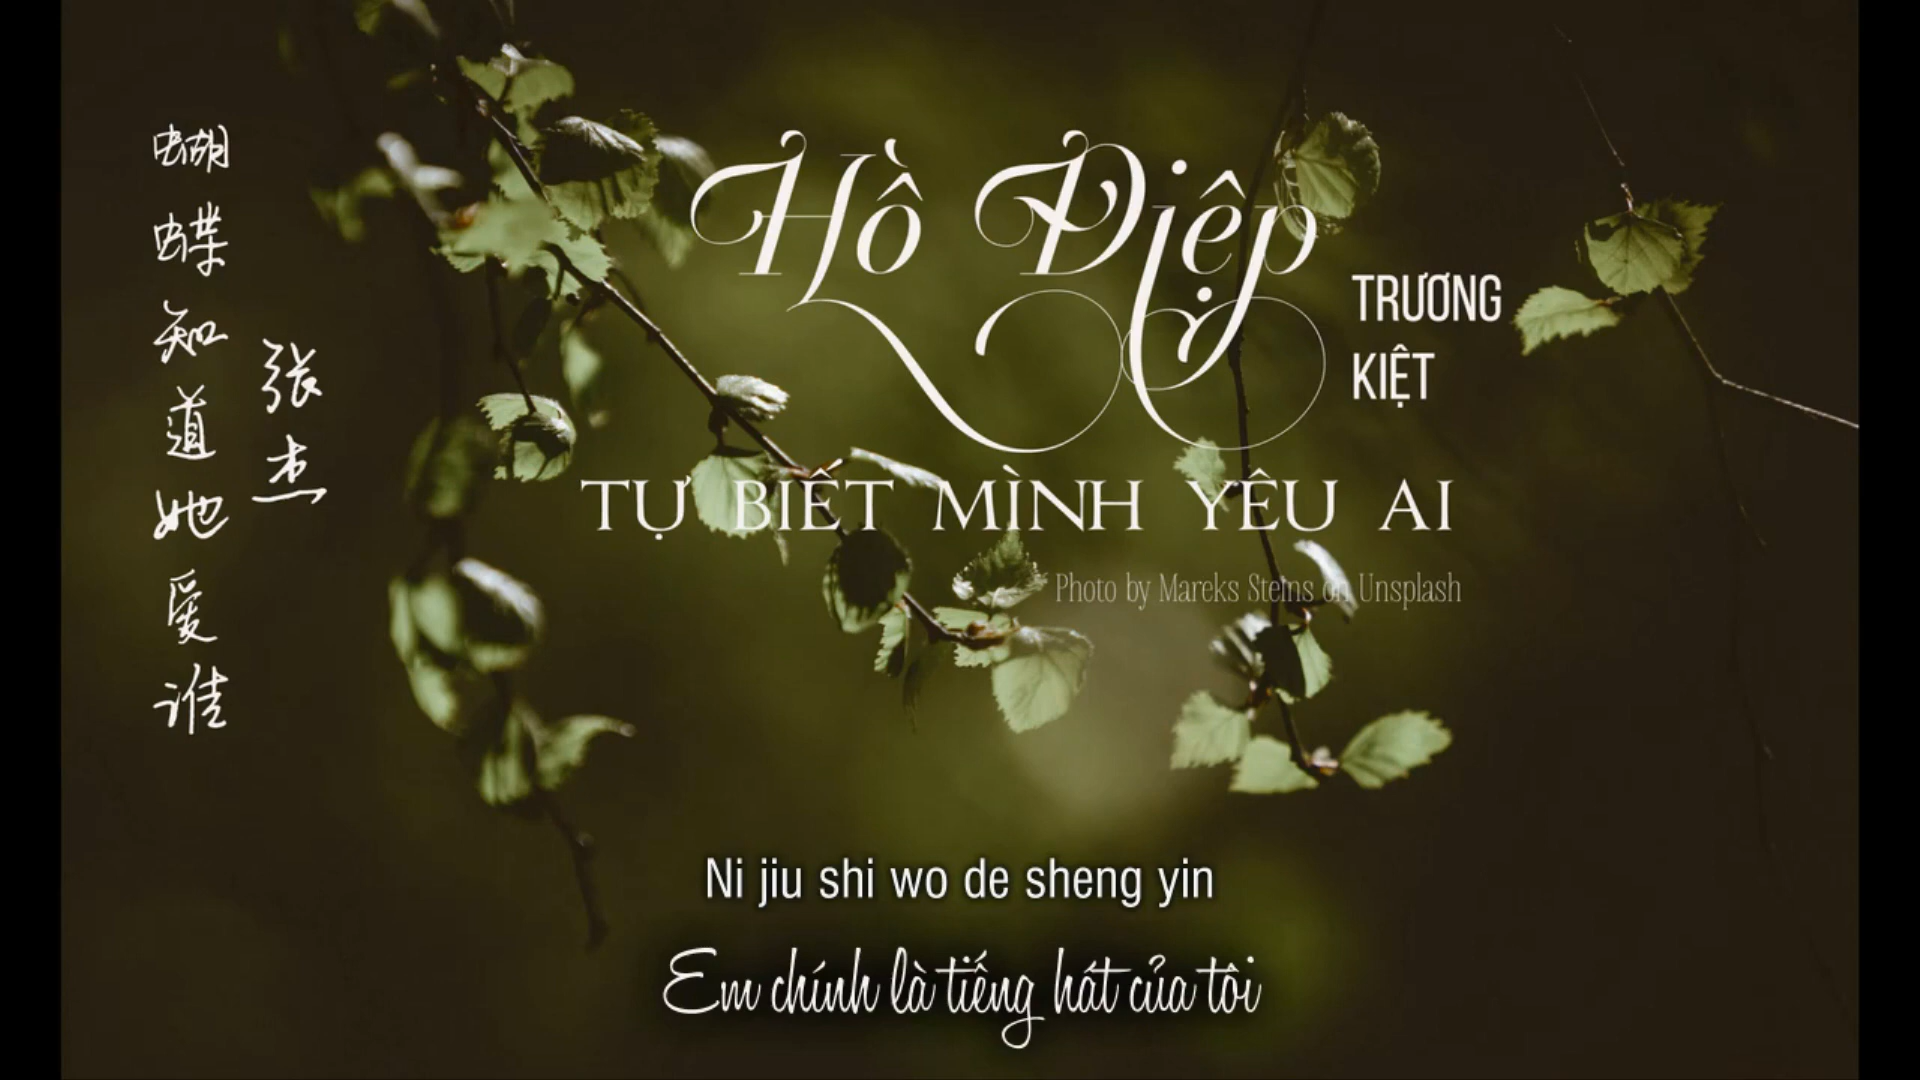 蝴蝶知道她爱谁
张杰
Hồ Điệp
TRƯƠNG
KIỆT
TỰ BIẾT MÌNH YÊU AI
Photo by Mareks Steins on Unsplash
Ni jiu shi wo de sheng yin
Em chính là tiếng hát của tôi